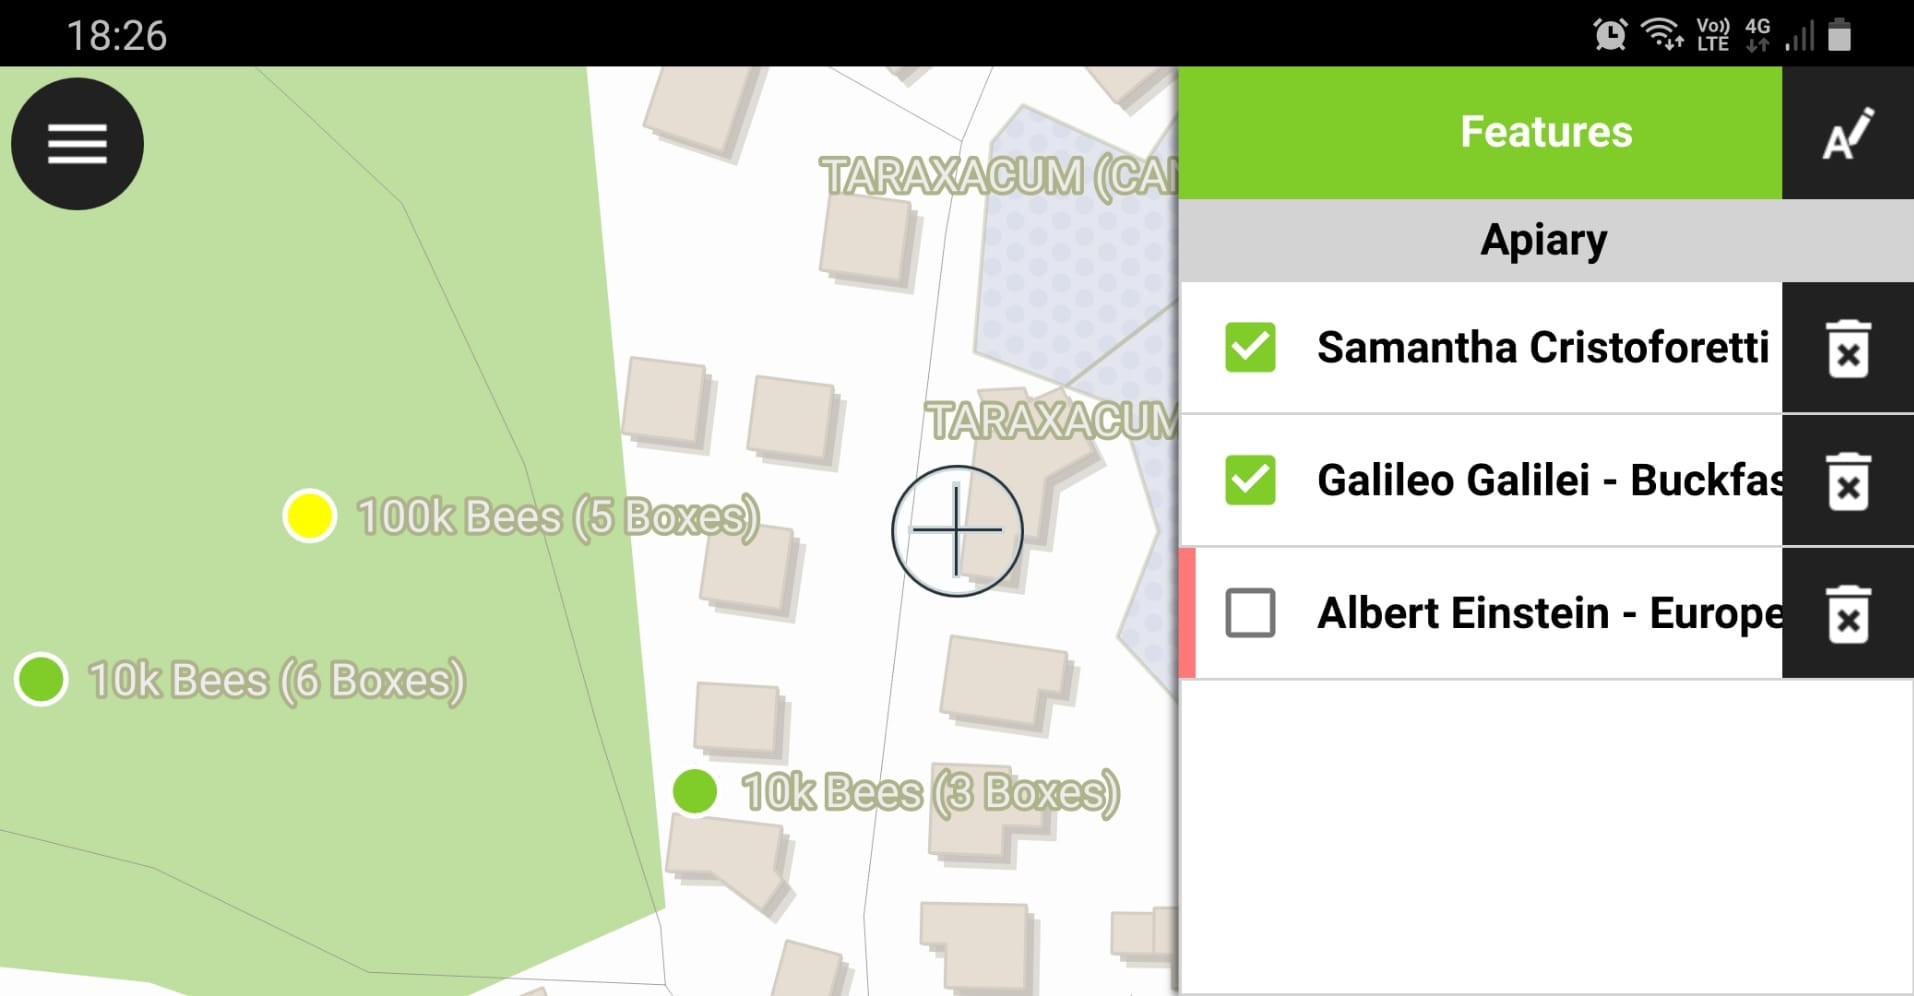 18:26
Vo))
LTE
4G
Features
A
Apiary
TARAXACUM (CAN
Samantha Cristoforetti
TARAXACUM
Galileo Galilei - Buckfas
100k Bees (5 Boxes)
Albert Einstein - Europe
10k Bees (6 Boxes)
10k Bees (3 Boxes)